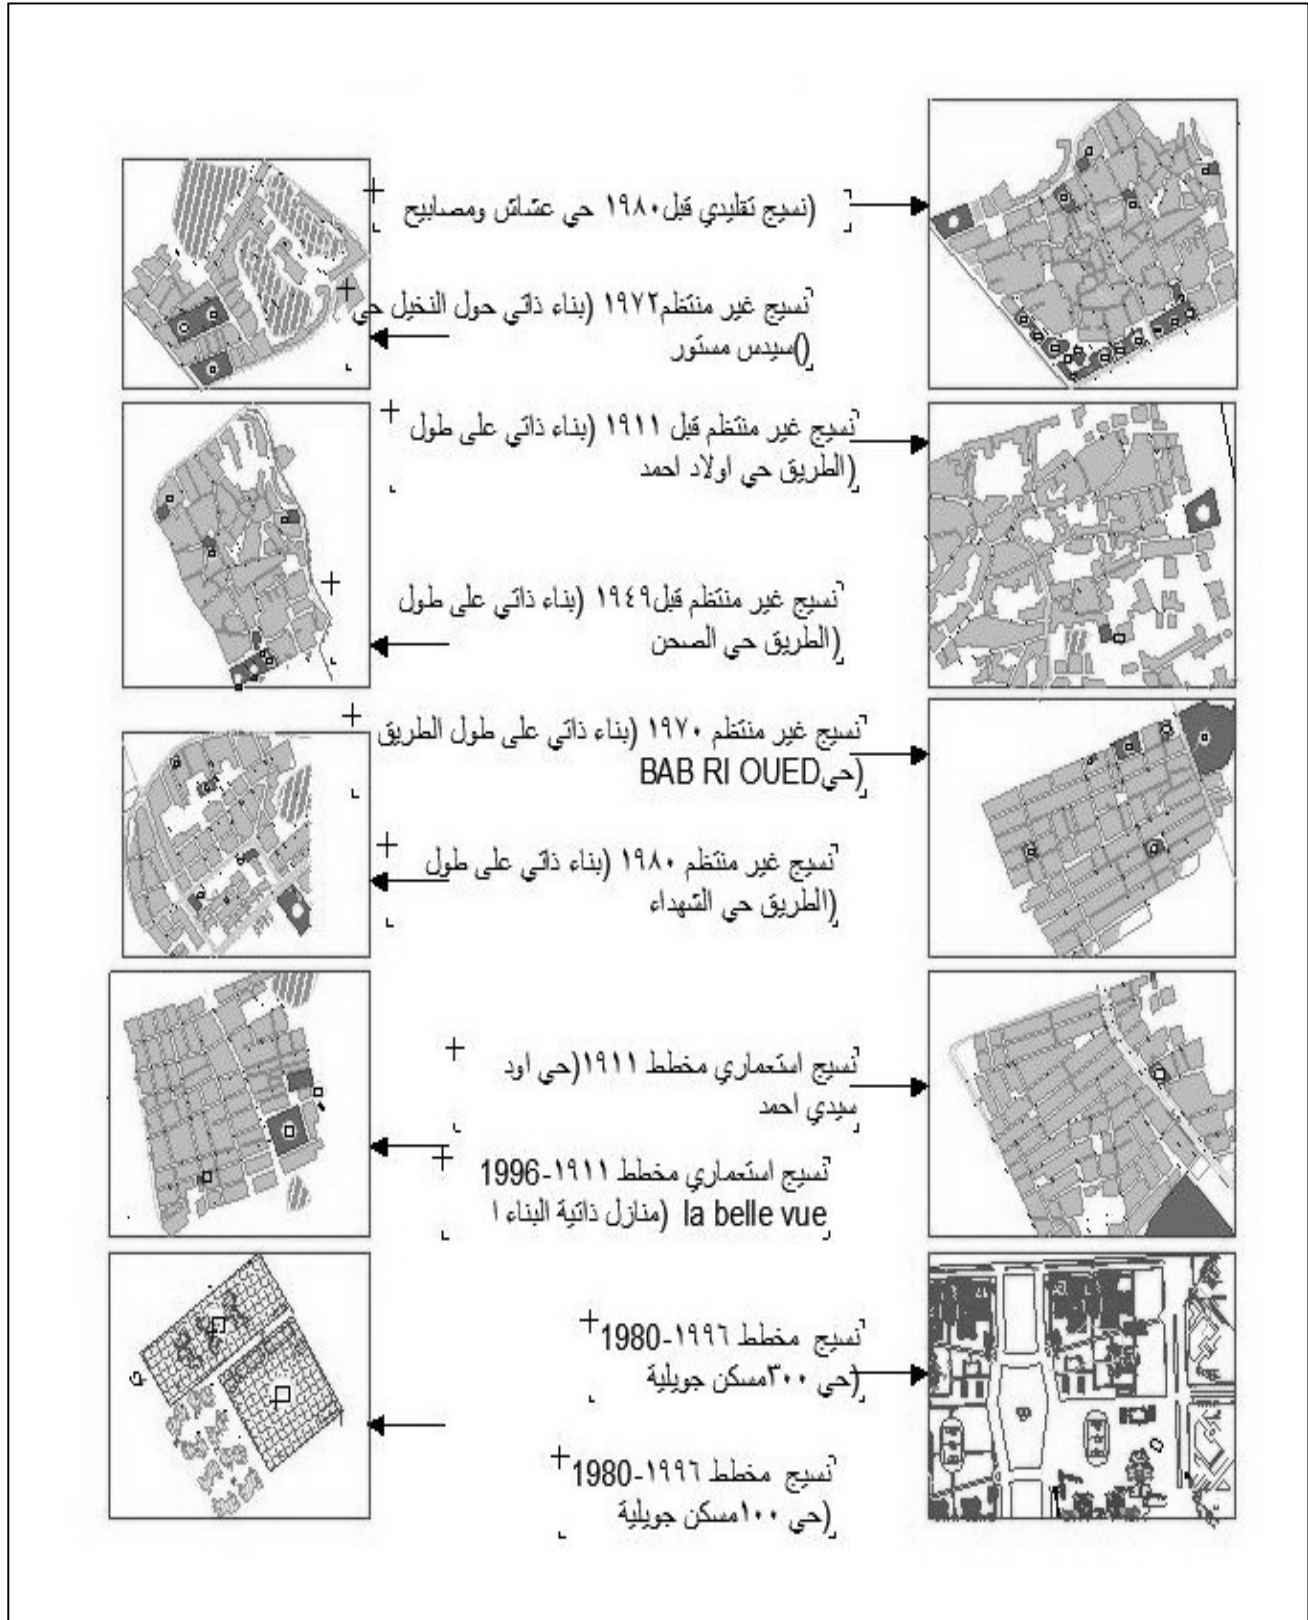 (نسيج تقليدي قبل١٩٨٠ حي عشاش ومصابيح
نسيج غير منتظم١٩٧٢ (بناء ذاتي حول النخيل حي
()سيدس مستور
نسيج غير منتظم قبل ١٩١١ (بناء ذاتي على طول
(الطريق حي اولاد احمد
نسيج غير منتظم قبل١٩٤٩ (بناء ذاتي على طول
(الطريق حي الصحن
نسيج غير منتظم ١٩٧٠ (بناء ذاتي على طول الطريق
(حيBAB RI OUED
نسيج غير منتظم ١٩٨٠ (بناء ذاتي على طول
(الطريق حي الشهداء
نسيج استعماري مخطط ١٩١١(حي اود
سيدي احمد
نسيج استعماري مخطط ١٩١١-1996
la belle vue (منازل ذاتية البناء ا
نسيج مخطط ١٩٩٦-1980
(حي ٣٠٠مسكن جويلية
نسيج مخطط ١٩٩٦-1980
(حي ١٠٠مسكن جويلية